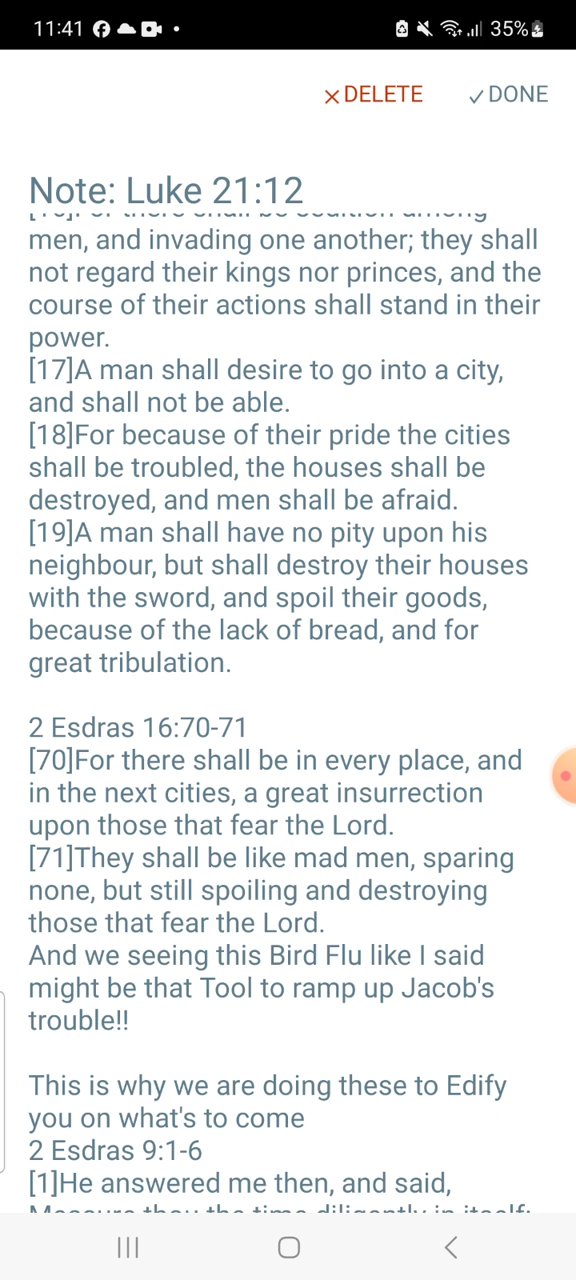 11:41
35%
DELETE
DONE
Note: Luke 21:12
men, and invading one another; they shall
not regard their kings nor princes, and the
course of their actions shall stand in their
power.
[17]A man shall desire to go into a city,
and shall not be able.
[18]For because of their pride the cities
shall be troubled, the houses shall be
destroyed, and men shall be afraid.
[19]A man shall have no pity upon his
neighbour, but shall destroy their houses
with the sword, and spoil their goods,
because of the lack of bread, and for
great tribulation.
2 Esdras 16:70-71
[70]For there shall be in every place, and
in the next cities, a great insurrection
upon those that fear the Lord.
[71]They shall be like mad men, sparing
none, but still spoiling and destroying
those that fear the Lord.
And we seeing this Bird Flu like I said
might be that Tool to ramp up Jacob's
trouble!!
This is why we are doing these to Edify
you on what's to come
2 Esdras 9:1-6
[1]He answered me then, and said,
Measure thou the time diligently in itself: